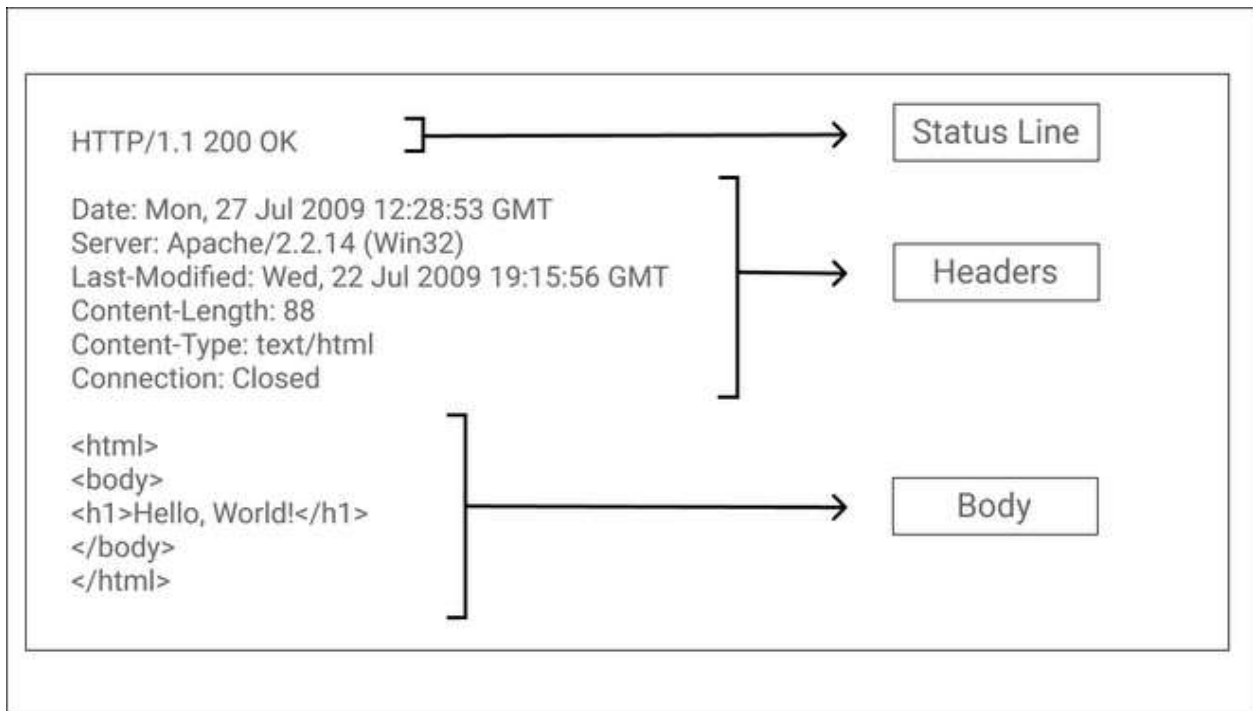 HTTP/1.1 200 OK
Status Line
Date: Mon, 27 Jul 2009 12:28:53 GMT
Server: Apache/2.2.14 (Win32)
Last-Modified: Wed, 22 Jul 2009 19:15:56 GMT
Content-Length: 88
Content-Type: text/html
Connection: Closed
Headers
<html>
<body>
<h1>Hello, World!</h1>
</body>
</html>
Body